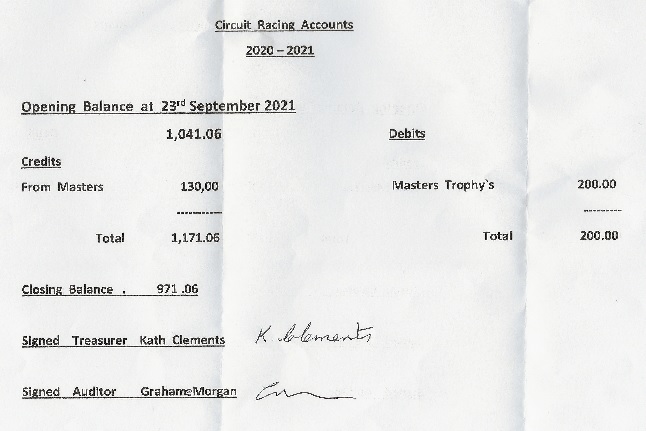 Circuit Racing Accounts
2020 – 2021
Opening Balance at 23rd September 2021
1,041.06 Debits
Credits
From Masters 130,00 Masters Trophy's 200.00
----------- ---------
Total 1,171.06 Total 200.00
Closing Balance . 971 .06
Signed Treasurer Kath Clements K Clements
Signed Auditor GrahameMorgan